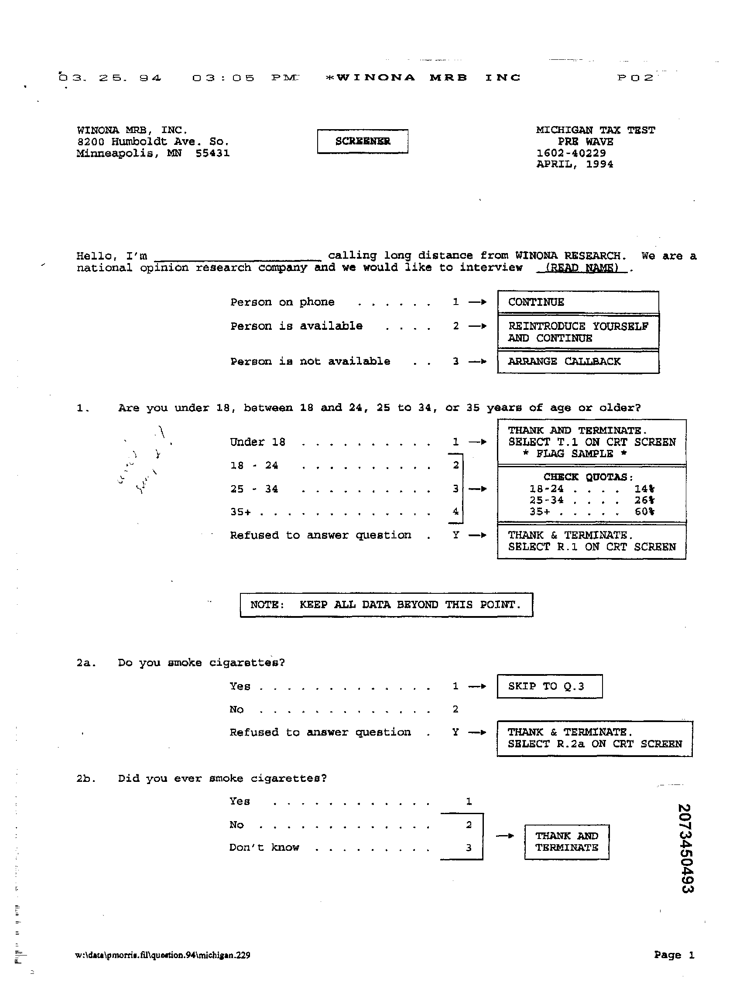 03. 25. 94 03:05 PM *WINONA MRB INC P02
WINONA MRB, INC.
8200 Humboldt Ave. So.
Minneapolis, MN 55431
SCREENER
MICHIGAN TAX TEST
PRE WAVE
1602-40229
APRIL, 1994
Hello, I'm ____________________ calling long distance from WINONA RESEARCH. We are a
national opinion research company and we would like to interview (READ NAME).
Person on phone . . . . . . 1 → CONTINUE
Person is available . . . . 2 → REINTRODUCE YOURSELF
AND CONTINUE
Person is not available . . 3 → ARRANGE CALLBACK
1. Are you under 18, between 18 and 24, 25 to 34, or 35 years of age or older?
Under 18 . . . . . . . . . . 1 → THANK AND TERMINATE.
SELECT T.1 ON CRT SCREEN
* FLAG SAMPLE *
18 - 24 . . . . . . . . . . 2
25 - 34 . . . . . . . . . . 3 →
35+ . . . . . . . . . . . . . 4
CHECK QUOTAS:
18-24 . . . . 14%
25-34 . . . . 26%
35+ . . . . . 60%
Refused to answer question . Y → THANK & TERMINATE.
SELECT R.1 ON CRT SCREEN
NOTE: KEEP ALL DATA BEYOND THIS POINT.
2a. Do you smoke cigarettes?
Yes . . . . . . . . . . . . . 1 → SKIP TO Q.3
No . . . . . . . . . . . . . 2
Refused to answer question . Y → THANK & TERMINATE.
SELECT R.2a ON CRT SCREEN
2b. Did you ever smoke cigarettes?
Yes . . . . . . . . . . . . 1
No . . . . . . . . . . . . . 2
Don't know . . . . . . . . . 3
→ THANK AND
TERMINATE
2073450493
w:\data\pmorris.fil\question.94\michigan.229 Page 1